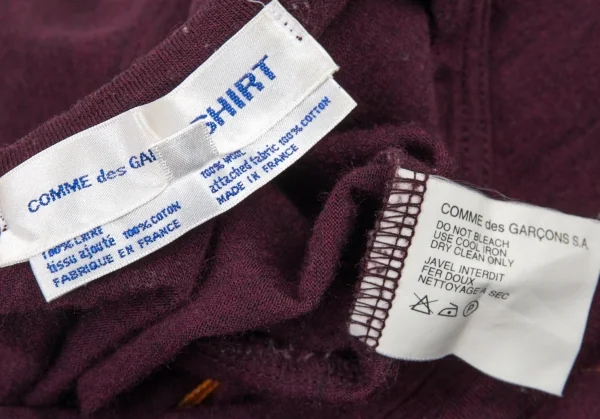 COMME des GAR SHIRT
100% WOOL
attached fabric 100% COTTON
MADE IN FRANCE
100% LAINE
tissu ajouté 100% COTON
FABRIQUE EN FRANCE
COMME des GARÇONS S.A.
DO NOT BLEACH
USE COOL IRON
DRY CLEAN ONLY
JAVEL INTERDIT
FER DOUX
NETTOYAGE A SEC
P